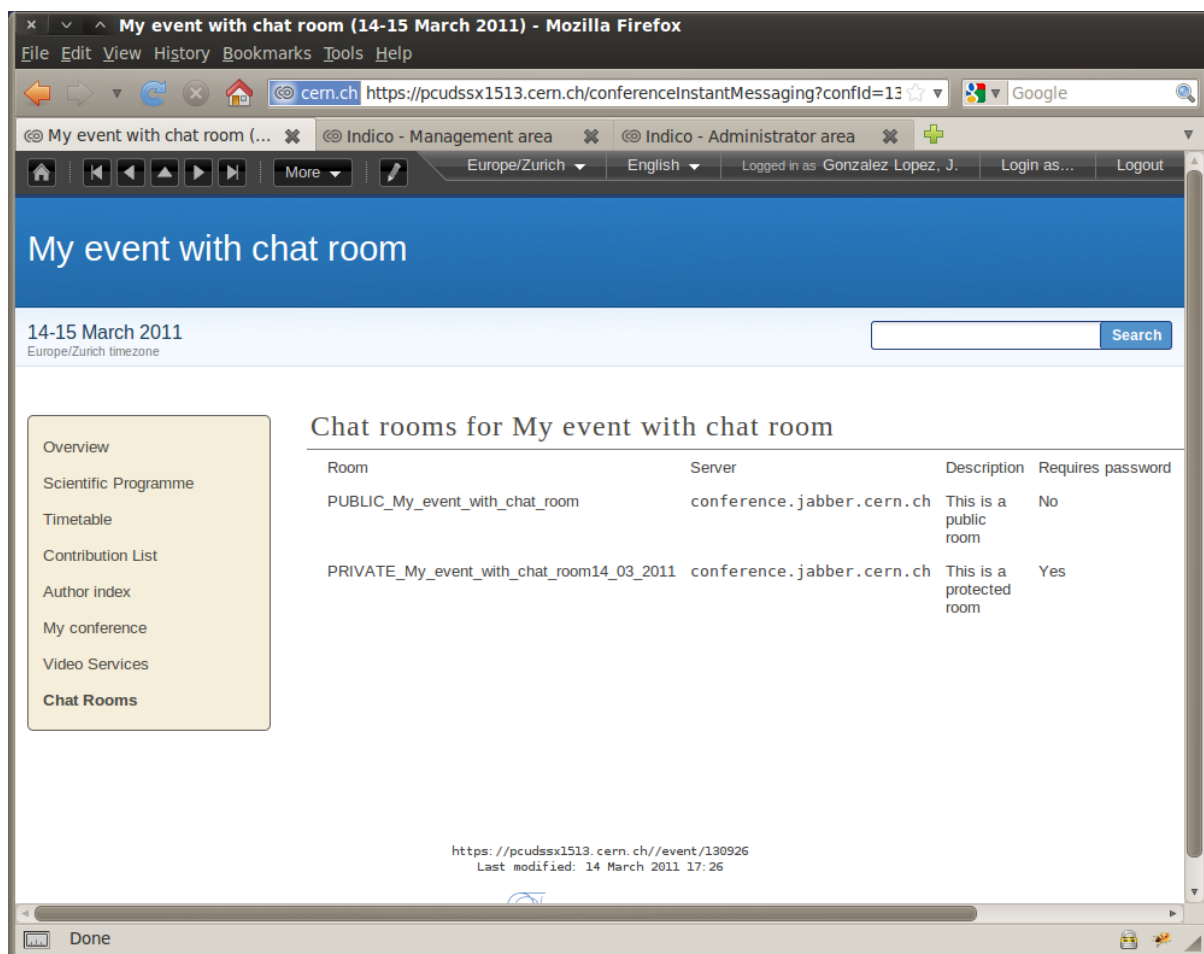 My event with chat room (14-15 March 2011) - Mozilla Firefox
File Edit View History Bookmarks Tools Help
cern.ch https://pcudssx1513.cern.ch/conferenceInstantMessaging?confId=13 Google
My event with chat room (... Indico - Management area Indico - Administrator area
More Europe/Zurich English Logged in as Gonzalez Lopez, J. Login as... Logout
My event with chat room
14-15 March 2011
Search
Europe/Zurich timezone
Overview
Scientific Programme
Timetable
Contribution List
Author index
My conference
Video Services
Chat Rooms
Chat rooms for My event with chat room
Room Server Description Requires password
PUBLIC_My_event_with_chat_room conference.jabber.cern.ch This is a No
public
room
PRIVATE_My_event_with_chat_room14_03_2011 conference.jabber.cern.ch This is a Yes
protected
room
https://pcudssx1513.cern.ch//event/130926
Last modified: 14 March 2011 17:26
Done